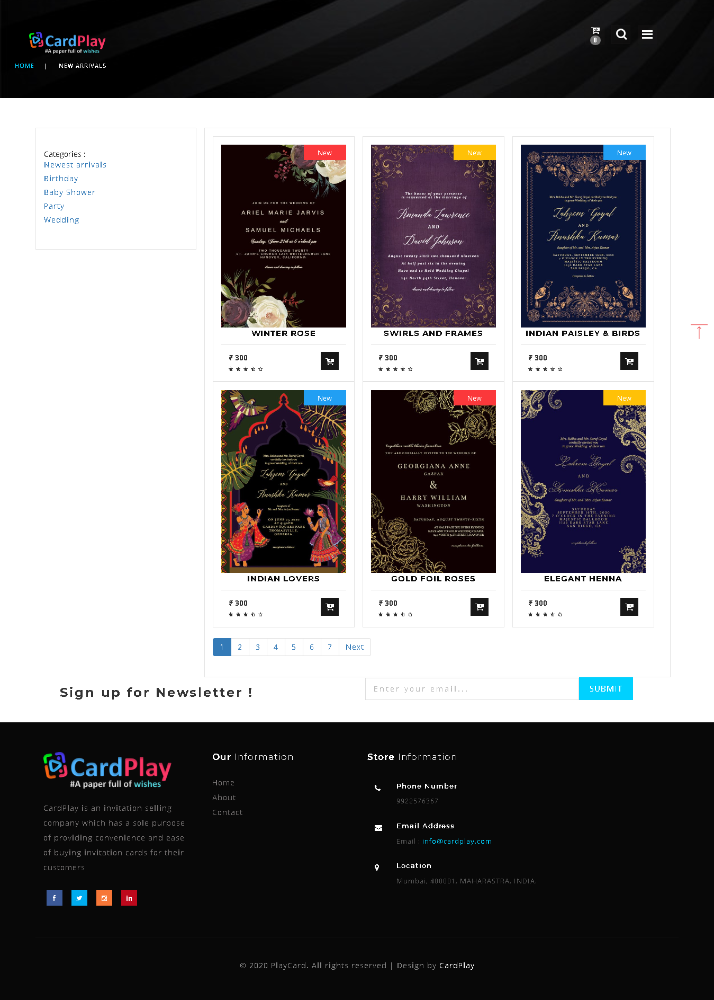 CardPlay
#A paper full of wishes
0
HOME | NEW ARRIVALS
Categories :
Newest arrivals
Birthday
Baby Shower
Party
Wedding
New
JOIN US FOR THE WEDDING OF
ARIEL MARIE JARVIS
and
SAMUEL MICHAELS
Sunday, June 24th at 6 o'clock pm
TWO THOUSAND TWENTY
ST. JOHN'S CHURCH 1234 WHITECHURCH LANE
HANOVER, CALIFORNIA
dinner and dancing to follow
WINTER ROSE
₹ 300
New
The honor of your presence
is requested at the marriage of
Amanda Lawrence
AND
David Johnson
August twenty sixth two thousand nineteen
At half past six in the evening
Have and to Hold Wedding Chapel
241 North 34th Street, Hanover
dinner and dancing to follow
SWIRLS AND FRAMES
₹ 300
New
Mrs. Rekha and Mr. Suraj Goyal cordially invited you
to grace Wedding of their son
Lahzem Goyal
AND
Anushka Kumar
daughter of Mr. and Mrs. Arjun Kumar
SATURDAY, SEPTEMBER 16TH, 2020
7 O'CLOCK IN THE EVENING
MAJESTIC BALLROOM
1152 DARK STAR LANE
SAN DIEGO, CA
reception to follow
INDIAN PAISLEY & BIRDS
₹ 300
New
Mrs. Rekha and Mr. Suraj Goyal
cordially invited you
to grace Wedding of their son
Lahzem Goyal
AND
Anushka Kumar
daughter of
Mr. and Mrs. Arjun Kumar
ON JUNE 25 2020
AT 6:30PM
GARDEN SQUARE PARK
THOMASVILLE,
GEORGIA
reception to follow
INDIAN LOVERS
₹ 300
New
together with their families
YOU ARE CORDIALLY INVITED TO THE WEDDING OF
GEORGIANA ANNE
GASPAR
&
HARRY WILLIAM
WASHINGTON
SATURDAY, AUGUST TWENTY-SIXTH
AT HALF PAST SIX IN THE EVENING
HAVE AND TO HOLD WEDDING CHAPEL
241 NORTH 34TH STREET, HANOVER
reception to follow
GOLD FOIL ROSES
₹ 300
New
Mrs. Rekha and Mr. Suraj Goyal
cordially invited you
to grace Wedding of their son
Lahzem Goyal
AND
Anushka Kumar
daughter of Mr. and Mrs. Arjun Kumar
SATURDAY
SEPTEMBER 16TH, 2020
7 O'CLOCK IN THE EVENING
MAJESTIC BALLROOM
1152 DARK STAR LANE
SAN DIEGO, CA
reception to follow
ELEGANT HENNA
₹ 300
1 2 3 4 5 6 7 Next
Sign up for Newsletter !
Enter your email...
SUBMIT
CardPlay
#A paper full of wishes
CardPlay is an invitation selling
company which has a sole purpose
of providing convenience and ease
of buying invitation cards for their
customers
Our Information
Home
About
Contact
Store Information
Phone Number
9922576367
Email Address
Email : info@cardplay.com
Location
Mumbai, 400001, MAHARASTRA, INDIA.
© 2020 PlayCard. All rights reserved | Design by CardPlay